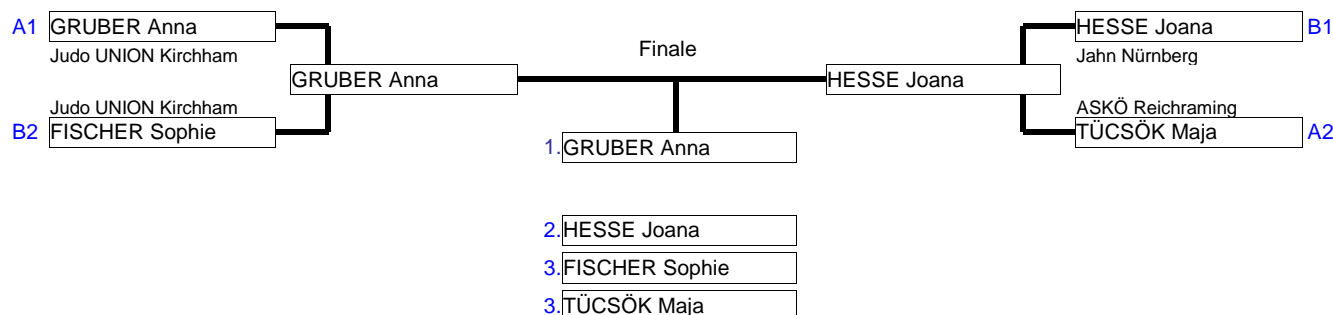 A1 GRUBER Anna
Judo UNION Kirchham
Judo UNION Kirchham
B2 FISCHER Sophie
GRUBER Anna
Finale
HESSE Joana
HESSE Joana B1
Jahn Nürnberg
ASKÖ Reichraming
TÜCSÖK Maja A2
1. GRUBER Anna
2. HESSE Joana
3. FISCHER Sophie
3. TÜCSÖK Maja